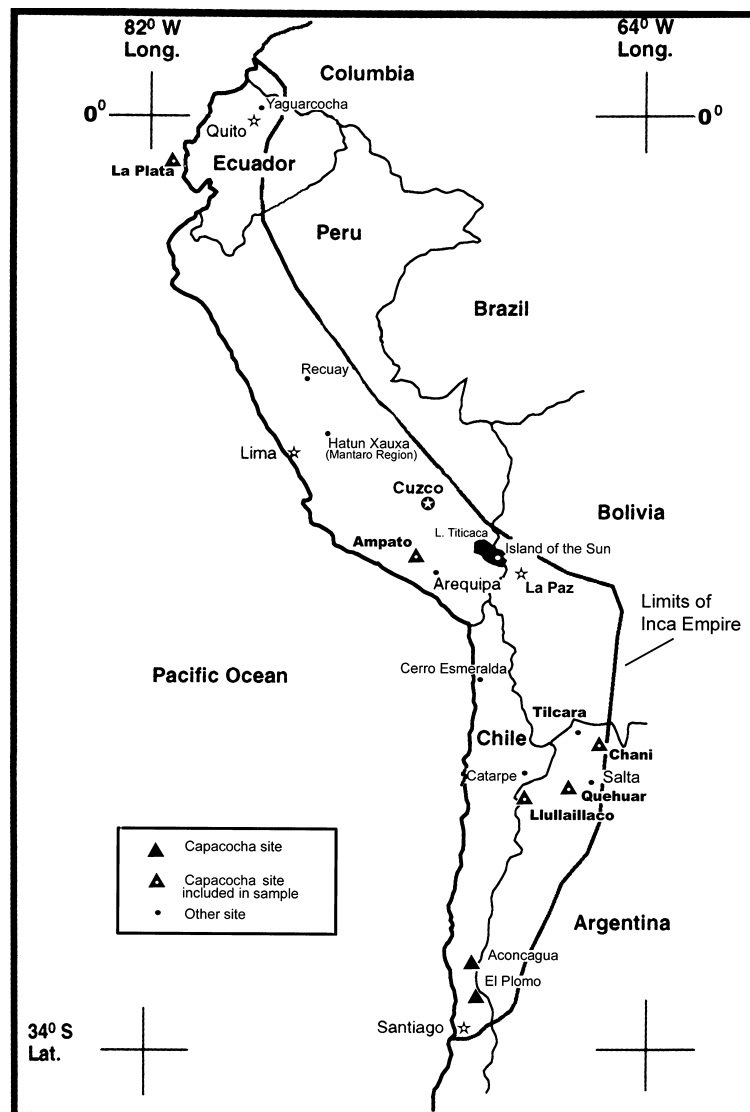 82⁰ W
Long.
64⁰ W
Long.
Columbia
0⁰
0⁰
Yaguarcocha
Quito
Ecuador
La Plata
Peru
Brazil
Recuay
Hatun Xauxa
(Mantaro Region)
Lima
Cuzco
Bolivia
L. Titicaca
Ampato
Island of the Sun
Arequipa
La Paz
Limits of
Inca Empire
Cerro Esmeralda
Pacific Ocean
Tilcara
Chile
Chani
Catarpe
Salta
Quehuar
Llullaillaco
Capacocha site
Capacocha site
included in sample
Other site
Argentina
Aconcagua
El Plomo
Santiago
34⁰ S
Lat.